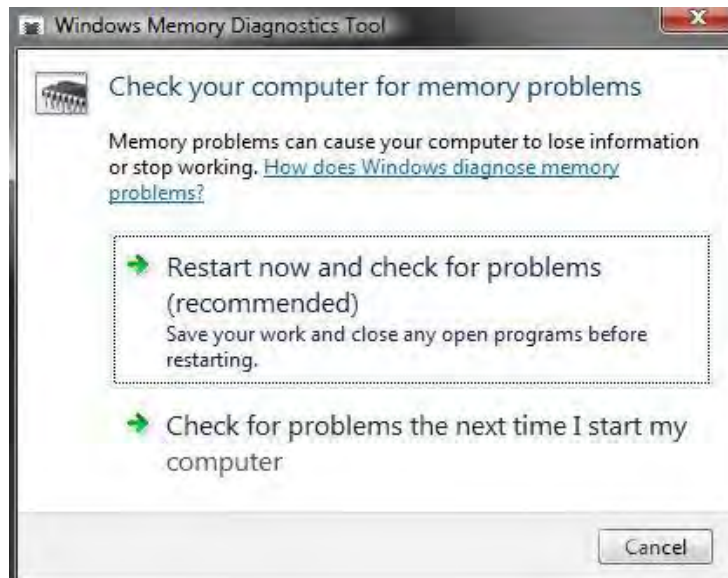 Windows Memory Diagnostics Tool
Check your computer for memory problems
Memory problems can cause your computer to lose information
or stop working. How does Windows diagnose memory
problems?
Restart now and check for problems
(recommended)
Save your work and close any open programs before
restarting.
Check for problems the next time I start my
computer
Cancel